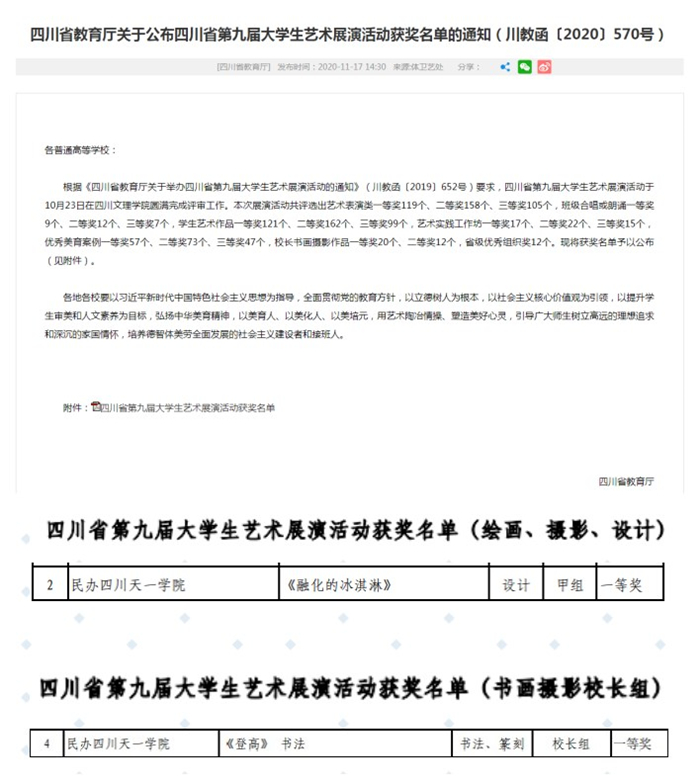 四川省教育厅关于公布四川省第九届大学生艺术展演活动获奖名单的通知（川教函〔2020〕570号）
[四川省教育厅] 发布时间：2020-11-17 14:30 来源:体卫艺处 分享：
各普通高等学校：
根据《四川省教育厅关于举办四川省第九届大学生艺术展演活动的通知》（川教函〔2019〕652号）要求，四川省第九届大学生艺术展演活动于
10月23日在四川文理学院圆满完成评审工作。本次展演活动共评选出艺术表演类一等奖119个、二等奖158个、三等奖105个，班级合唱或朗诵一等奖
9个、二等奖12个、三等奖7个，学生艺术作品一等奖121个、二等奖162个、三等奖99个，艺术实践工作坊一等奖17个、二等奖22个、三等奖15个，
优秀美育案例一等奖57个、二等奖73个、三等奖47个，校长书画摄影作品一等奖20个、二等奖12个，省级优秀组织奖12个。现将获奖名单予以公布
（见附件）。
各地各校要以习近平新时代中国特色社会主义思想为指导，全面贯彻党的教育方针，以立德树人为根本，以社会主义核心价值观为引领，以提升学
生审美和人文素养为目标，弘扬中华美育精神，以美育人、以美化人、以美培元，用艺术陶冶情操、塑造美好心灵，引导广大师生树立高远的理想追求
和深沉的家国情怀，培养德智体美劳全面发展的社会主义建设者和接班人。
附件：四川省第九届大学生艺术展演活动获奖名单
四川省教育厅
四川省第九届大学生艺术展演活动获奖名单（绘画、摄影、设计）
2 民办四川天一学院 《融化的冰淇淋》 设计 甲组 一等奖
四川省第九届大学生艺术展演活动获奖名单（书画摄影校长组）
4 民办四川天一学院 《登高》 书法 书法、篆刻 校长组 一等奖